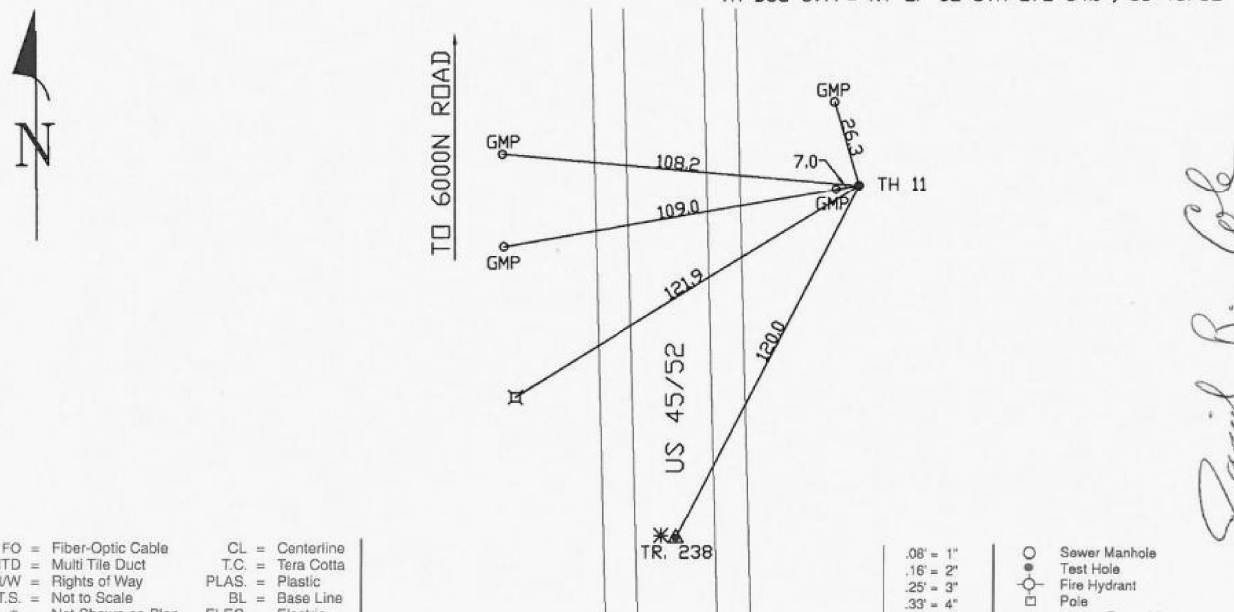 N
TO 6000N ROAD
GMP
GMP
26.3
GMP
108.2
7.0
TH 11
GMP
109.0
GMP
121.9
120.0
US 45/52
TR. 238
FO = Fiber-Optic Cable
= Multi Tile Duct
= Rights of Way
= Not to Scale
CL = Centerline
T.C. = Tera Cotta
PLAS. = Plastic
BL = Base Line
.08' = 1"
.16' = 2"
.25' = 3"
.33' = 4"
Sewer Manhole
Test Hole
Fire Hydrant
Pole